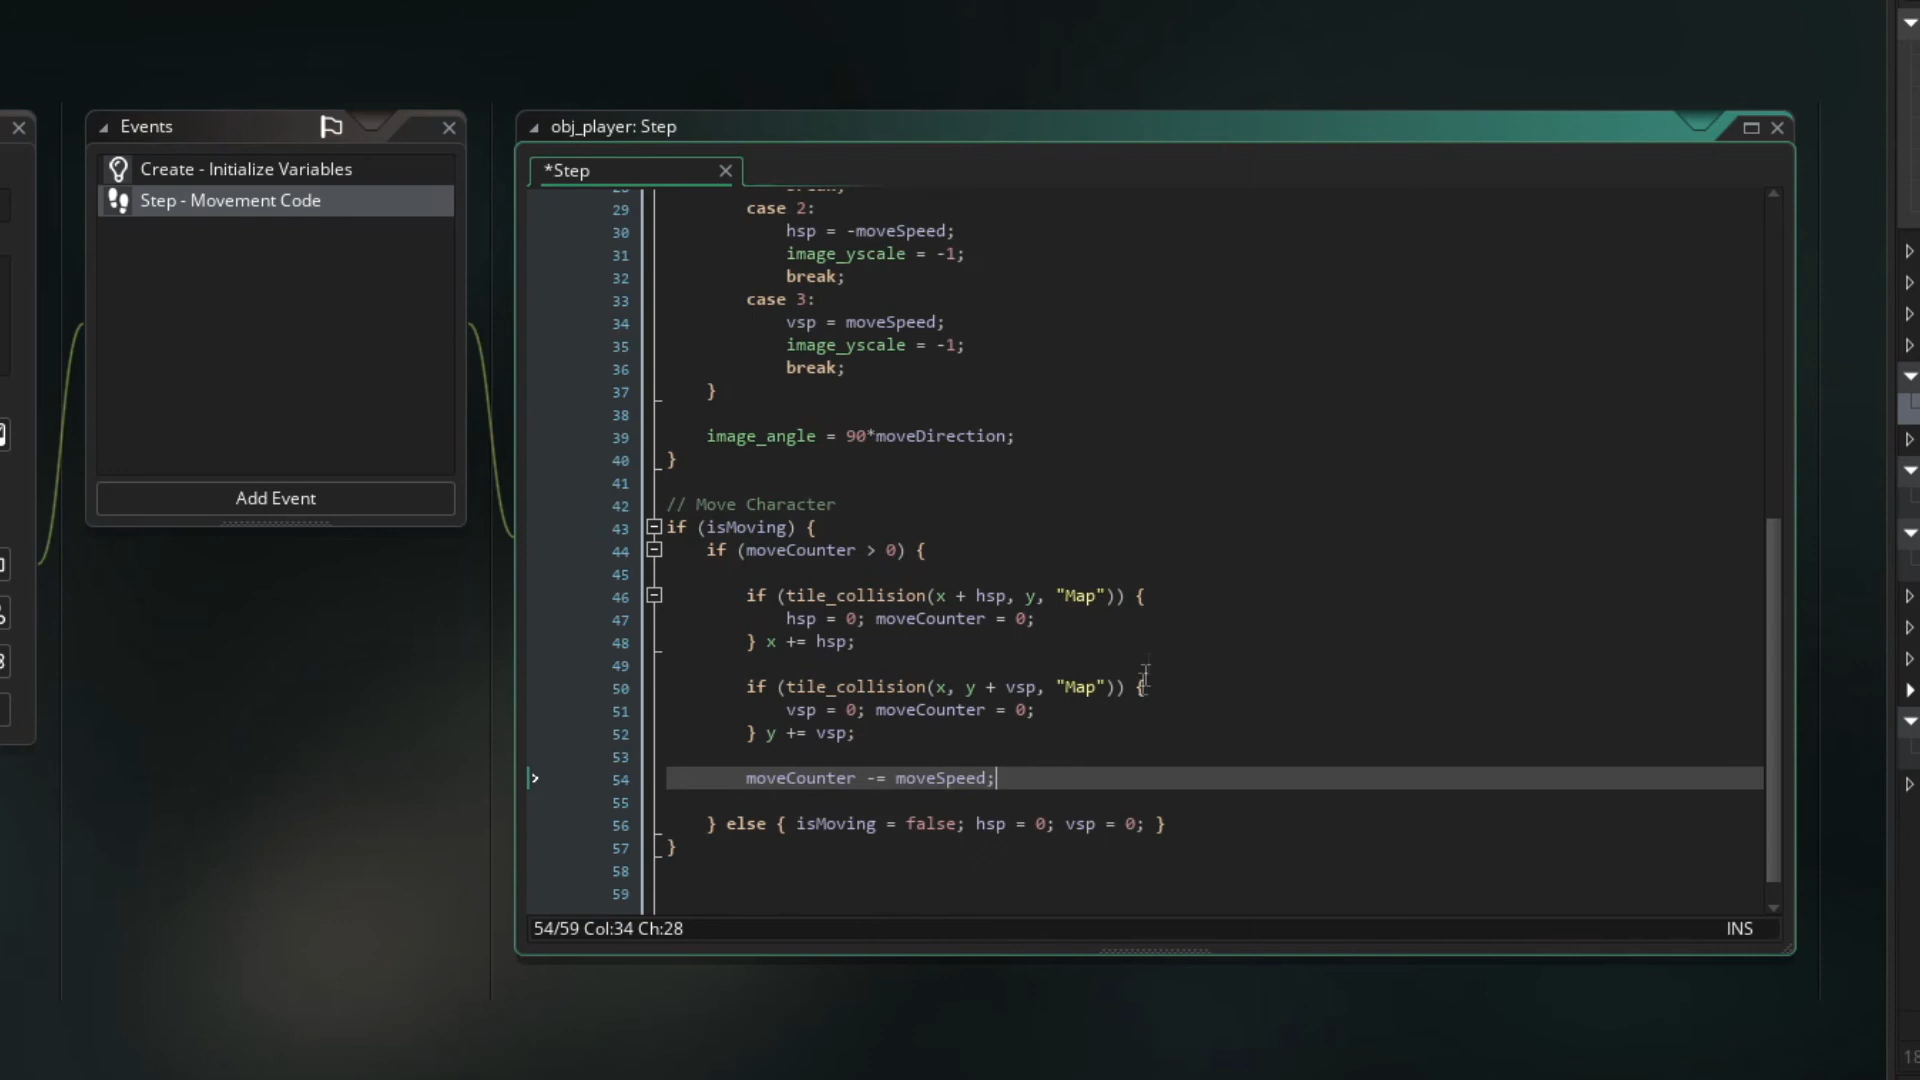 Events
Create - Initialize Variables
Step - Movement Code
Add Event
obj_player: Step
*Step
29 case 2:
30 hsp = -moveSpeed;
31 image_yscale = -1;
32 break;
33 case 3:
34 vsp = moveSpeed;
35 image_yscale = -1;
36 break;
37 }
38
39 image_angle = 90*moveDirection;
40 }
41
42 // Move Character
43 if (isMoving) {
44 if (moveCounter > 0) {
45
46 if (tile_collision(x + hsp, y, "Map")) {
47 hsp = 0; moveCounter = 0;
48 } x += hsp;
49
50 if (tile_collision(x, y + vsp, "Map")) {
51 vsp = 0; moveCounter = 0;
52 } y += vsp;
53
54 moveCounter -= moveSpeed;
55
56 } else { isMoving = false; hsp = 0; vsp = 0; }
57 }
58
59
54/59 Col:34 Ch:28 INS